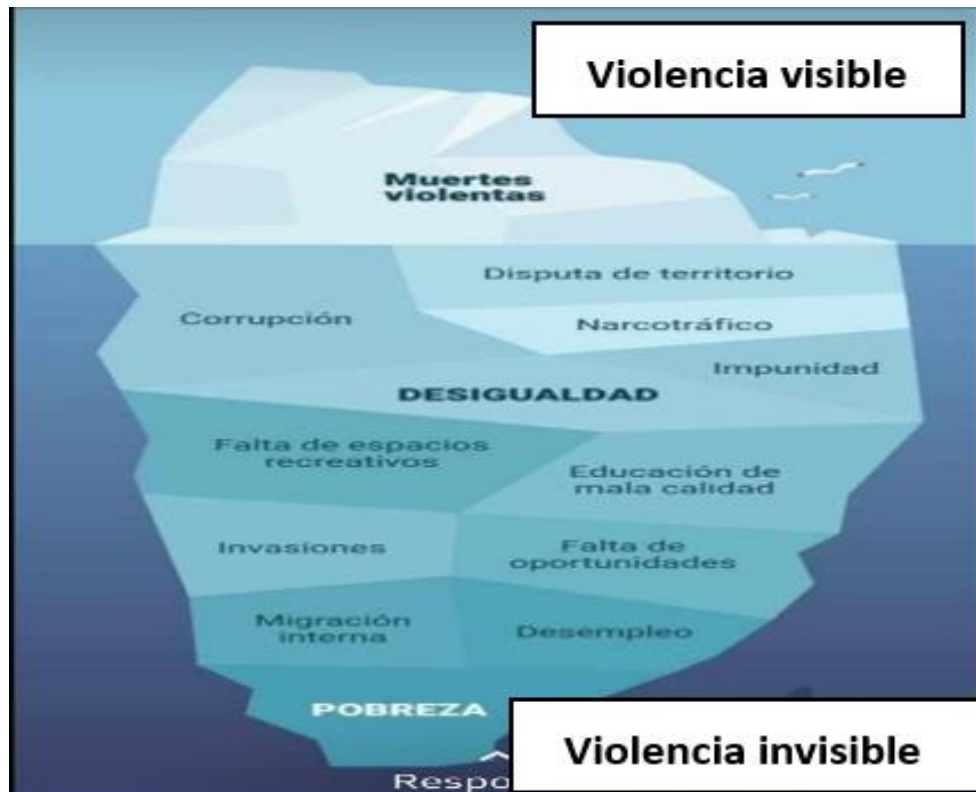 Violencia visible
Muertes
violentas
Disputa de territorio
Corrupción
Narcotráfico
Impunidad
DESIGUALDAD
Falta de espacios
recreativos
Educación de
mala calidad
Invasiones
Falta de
oportunidades
Migración
interna
Desempleo
POBREZA
Violencia invisible
Respo